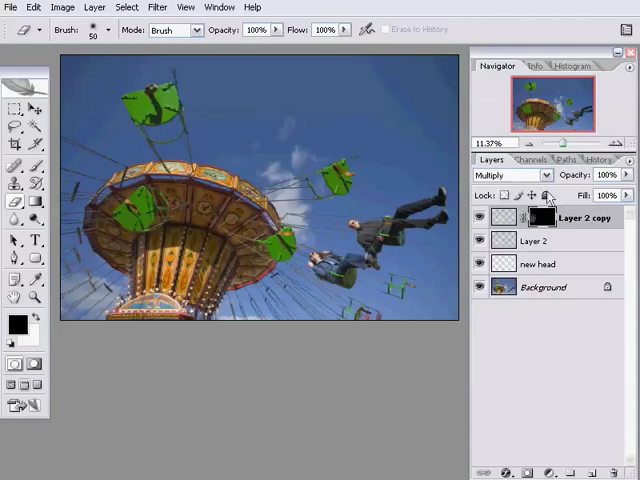 File Edit Image Layer Select Filter View Window Help
Brush: 50 Mode: Brush Opacity: 100% Flow: 100% Erase to History
Navigator Info Histogram
11.37%
Layers Channels Paths History
Multiply Opacity: 100%
Lock: Fill: 100%
Layer 2 copy
Layer 2
new head
Background
T